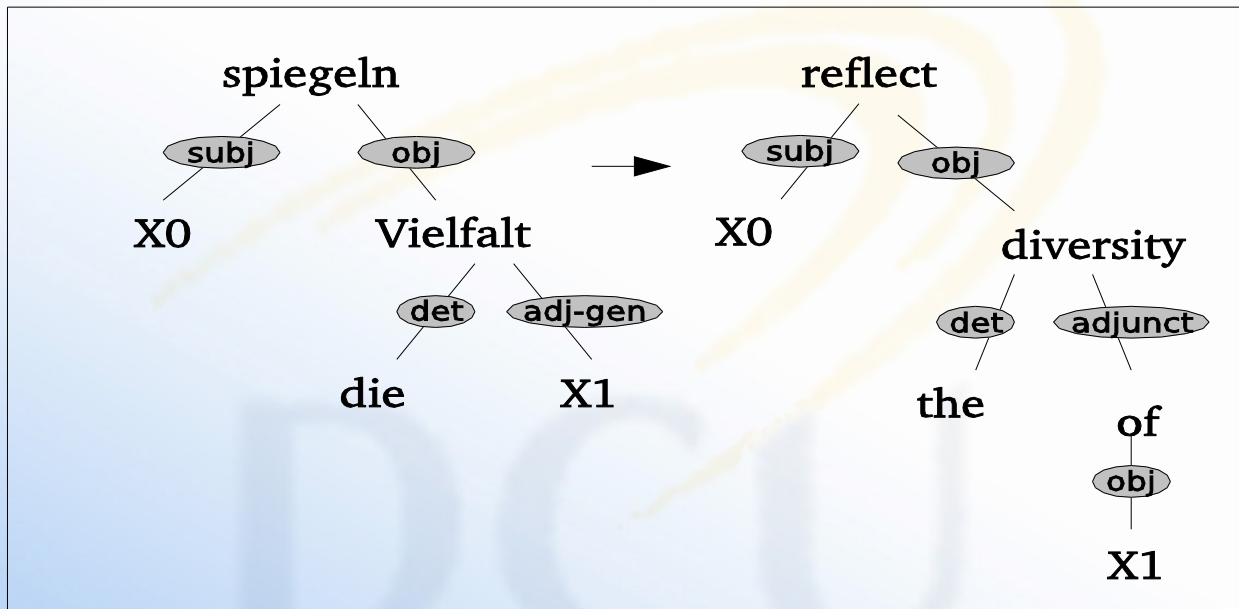 spiegeln
subj
obj
X0
Vielfalt
det
adj-gen
die
X1
reflect
subj
obj
X0
diversity
det
adjunct
the
of
obj
X1
DCU